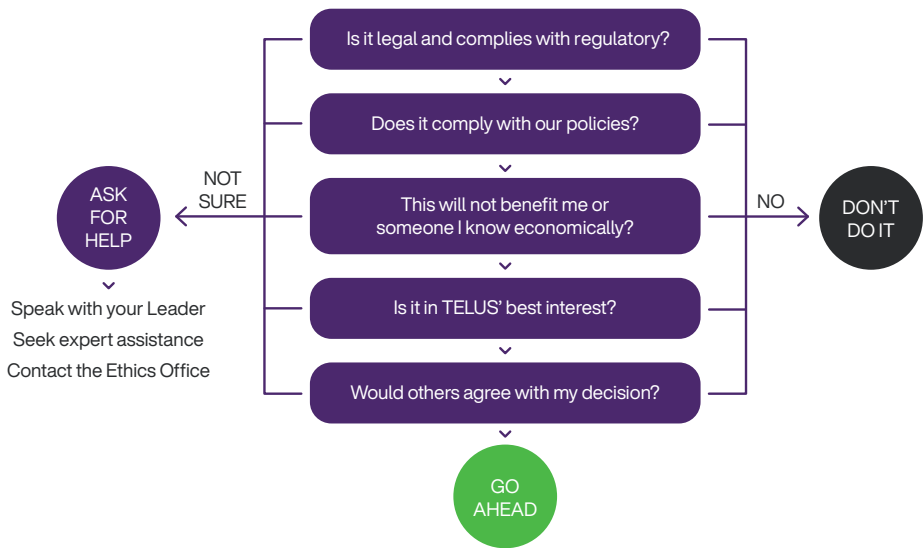 Is it legal and complies with regulatory?
Does it comply with our policies?
NOT
SURE
ASK
FOR
HELP
This will not benefit me or
someone I know economically?
NO
DON'T
DO IT
Speak with your Leader
Seek expert assistance
Contact the Ethics Office
Is it in TELUS' best interest?
Would others agree with my decision?
GO
AHEAD